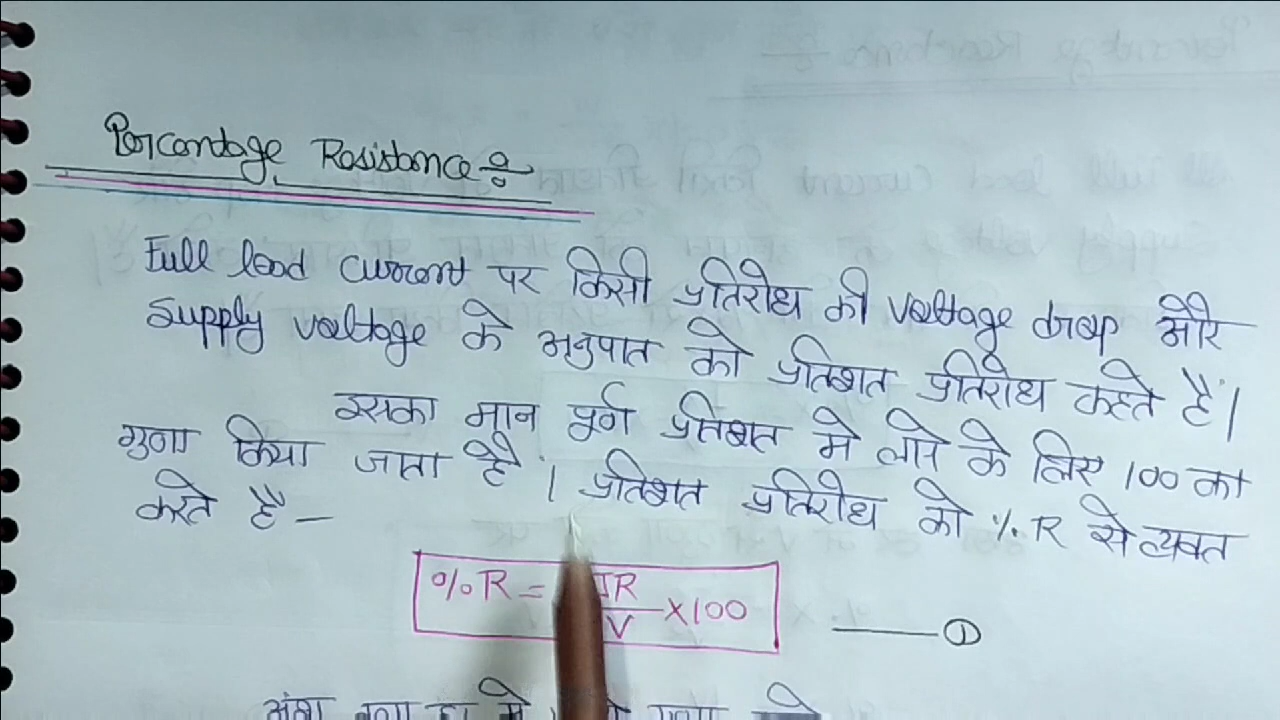 Percentage Resistance÷
Full load current पर किसी प्रतिरोध की voltage drop और
supply voltage के अनुपात को प्रतिशत प्रतिरोध कहते हैं।
इसका मान पूर्ण प्रतिशत मे लाने के लिए 100 का
गुना किया जाता है। प्रतिशत प्रतिरोध को % R से व्यक्त
करते है –
%R = IR/V ×100 —— ①